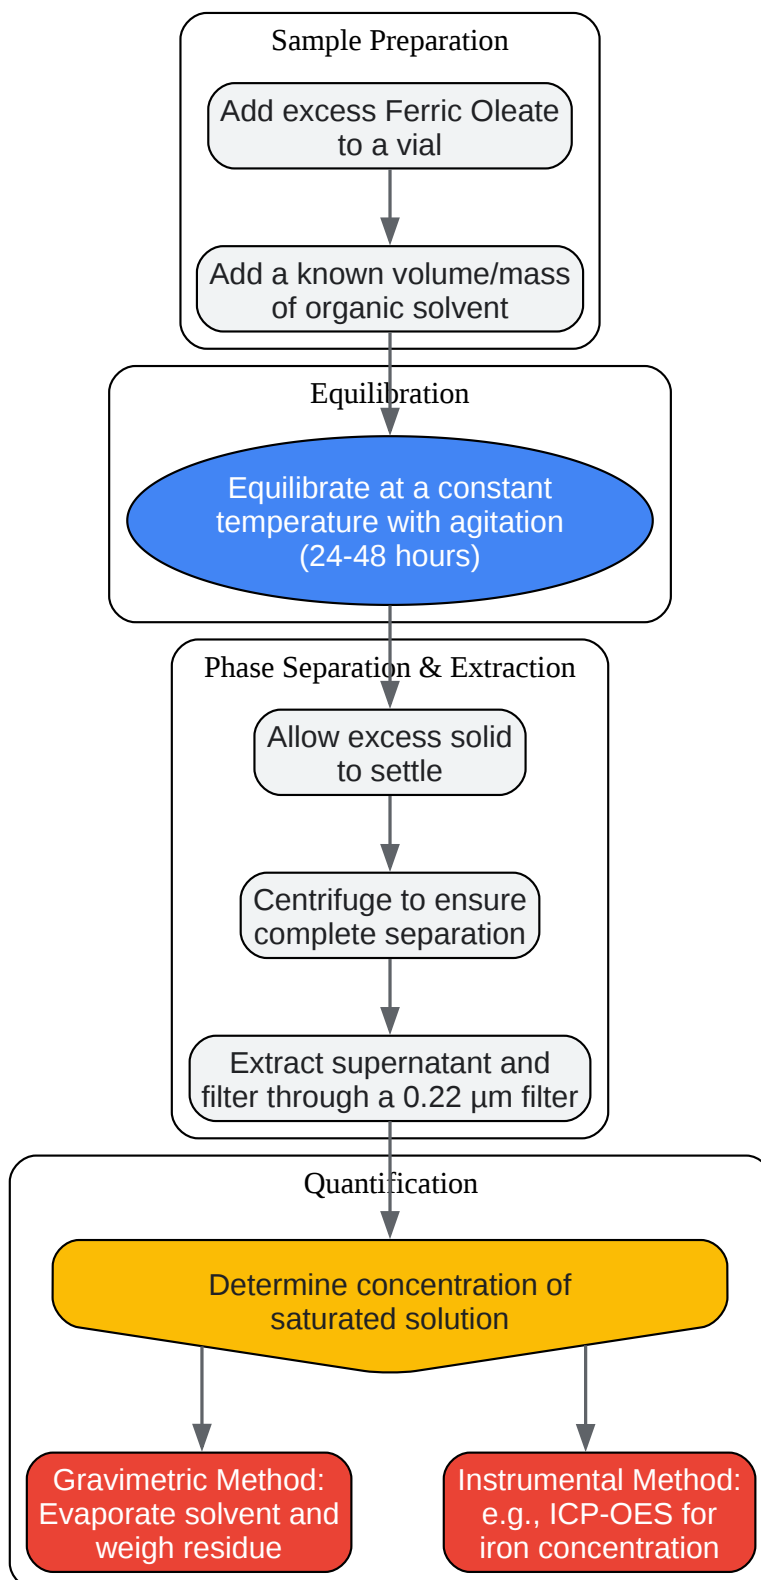 Sample Preparation
Add excess Ferric Oleate
to a vial
Add a known volume/mass
of organic solvent
Equilibration
Equilibrate at a constant
temperature with agitation
(24-48 hours)
Phase Separation & Extraction
Allow excess solid
to settle
Centrifuge to ensure
complete separation
Extract supernatant and
filter through a 0.22 µm filter
Quantification
Determine concentration of
saturated solution
Gravimetric Method:
Evaporate solvent and
weigh residue
Instrumental Method:
e.g., ICP-OES for
iron concentration